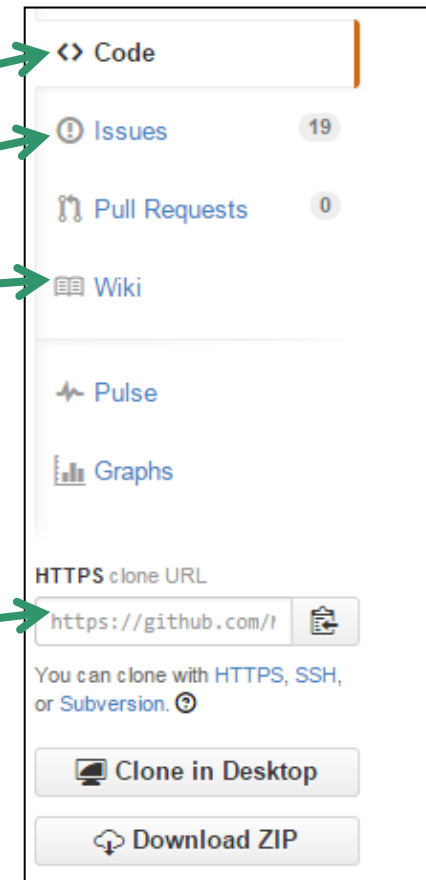 Code
Issues 19
Pull Requests 0
Wiki
Pulse
Graphs
HTTPS clone URL
https://github.com/
You can clone with HTTPS, SSH,
or Subversion.
Clone in Desktop
Download ZIP